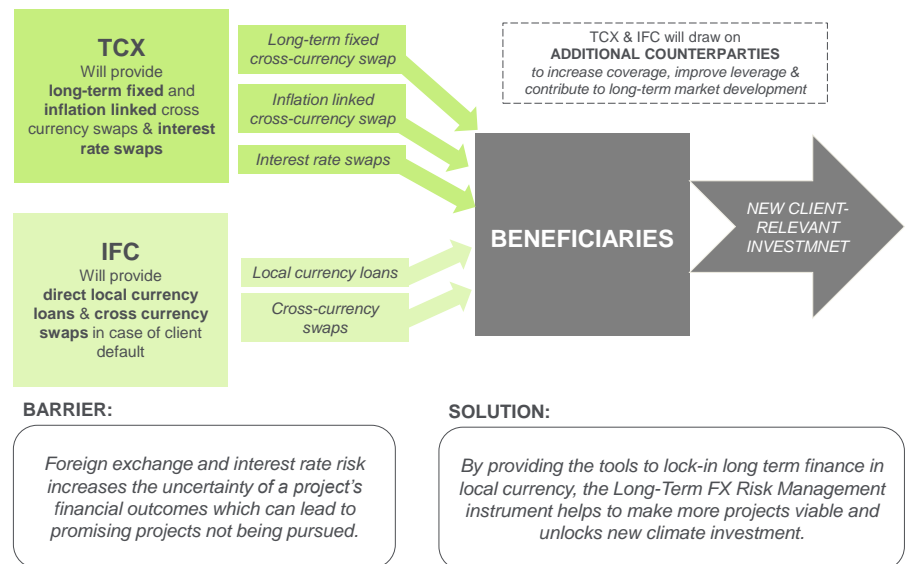 TCX
Will provide
long-term fixed and
inflation linked cross
currency swaps & interest
rate swaps
Long-term fixed
cross-currency swap
Inflation linked
cross-currency swap
Interest rate swaps
TCX & IFC will draw on
ADDITIONAL COUNTERPARTIES
to increase coverage, improve leverage &
contribute to long-term market development
BENEFICIARIES
NEW CLIENT-
RELEVANT
INVESTMNET
IFC
Will provide
direct local currency
loans & cross currency
swaps in case of client
default
Local currency loans
Cross-currency
swaps
BARRIER:
Foreign exchange and interest rate risk
increases the uncertainty of a project's
financial outcomes which can lead to
promising projects not being pursued.
SOLUTION:
By providing the tools to lock-in long term finance in
local currency, the Long-Term FX Risk Management
instrument helps to make more projects viable and
unlocks new climate investment.